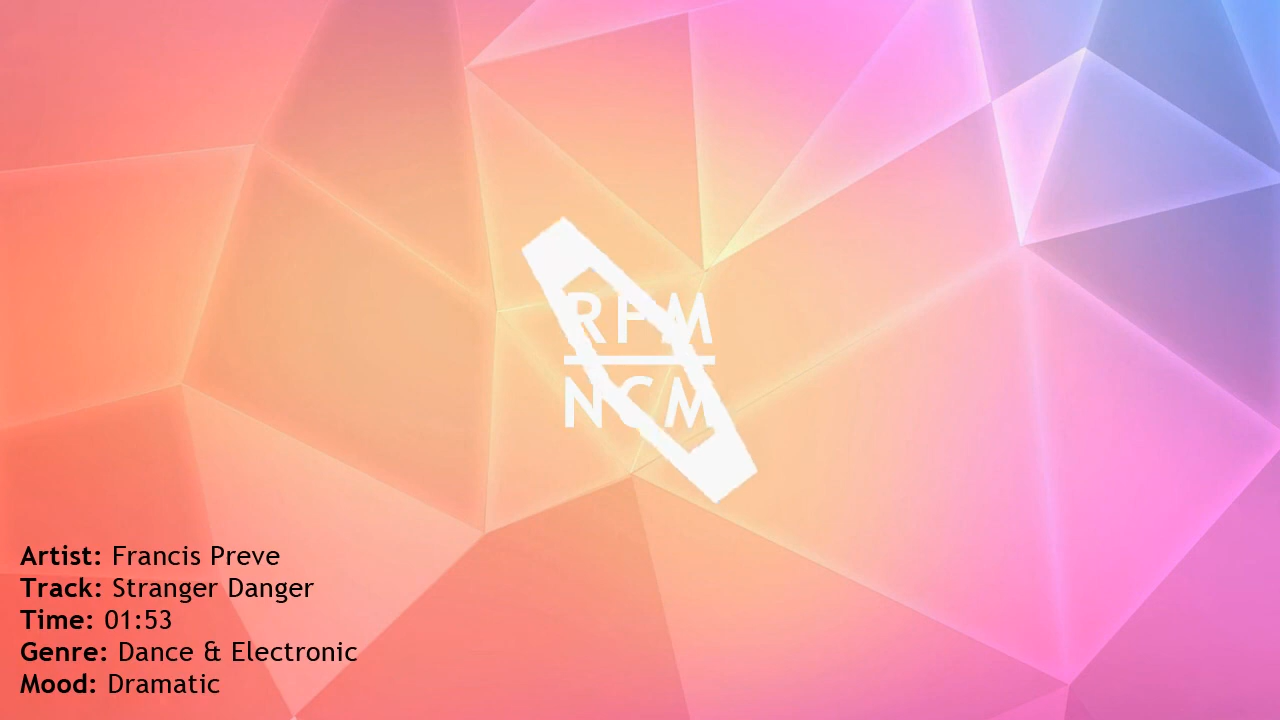 RFM
NCM
Artist: Francis Preve
Track: Stranger Danger
Time: 01:53
Genre: Dance & Electronic
Mood: Dramatic